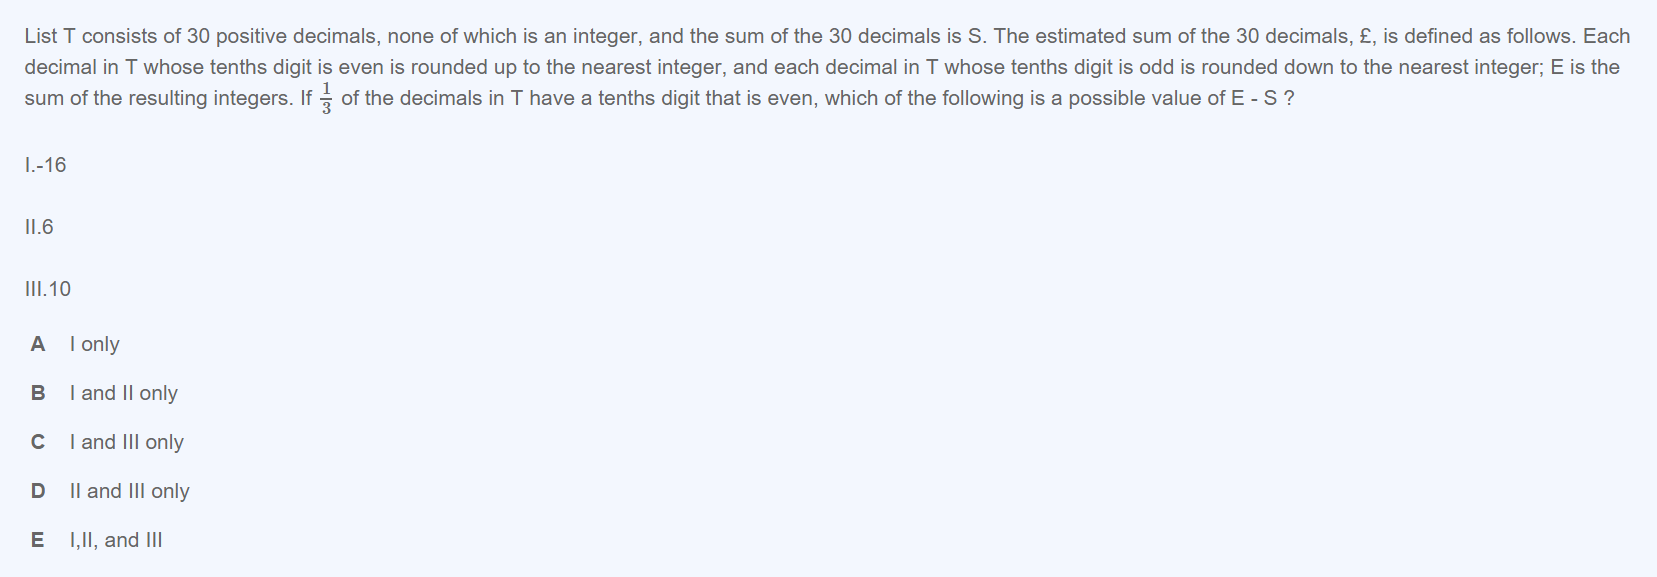 List T consists of 30 positive decimals, none of which is an integer, and the sum of the 30 decimals is S. The estimated sum of the 30 decimals, £, is defined as follows. Each
decimal in T whose tenths digit is even is rounded up to the nearest integer, and each decimal in T whose tenths digit is odd is rounded down to the nearest integer; E is the
sum of the resulting integers. If 1/3 of the decimals in T have a tenths digit that is even, which of the following is a possible value of E - S ?
I.-16
II.6
III.10
A I only
B I and II only
C I and III only
D II and III only
E I,II, and III